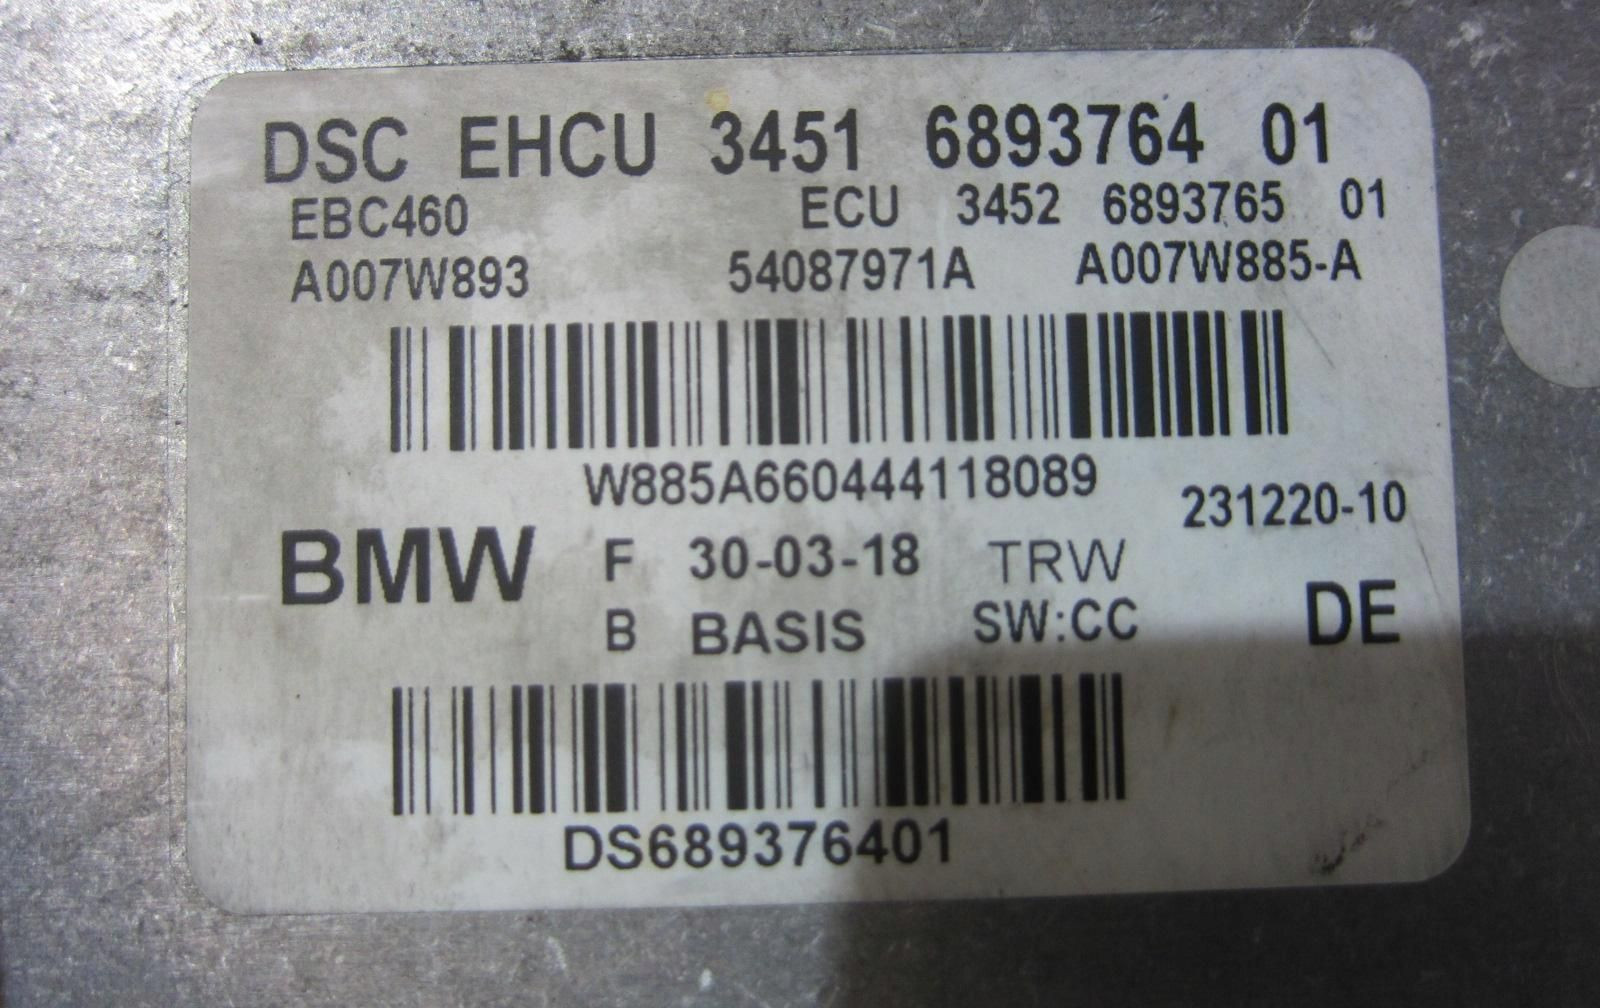 DSC EHCU 3451 6893764 01
EBC460 ECU 3452 6893765 01
A007W893 54087971A A007W885-A
W885A660444118089
231220-10
BMW F 30-03-18 TRW
B BASIS SW:CC DE
DS689376401